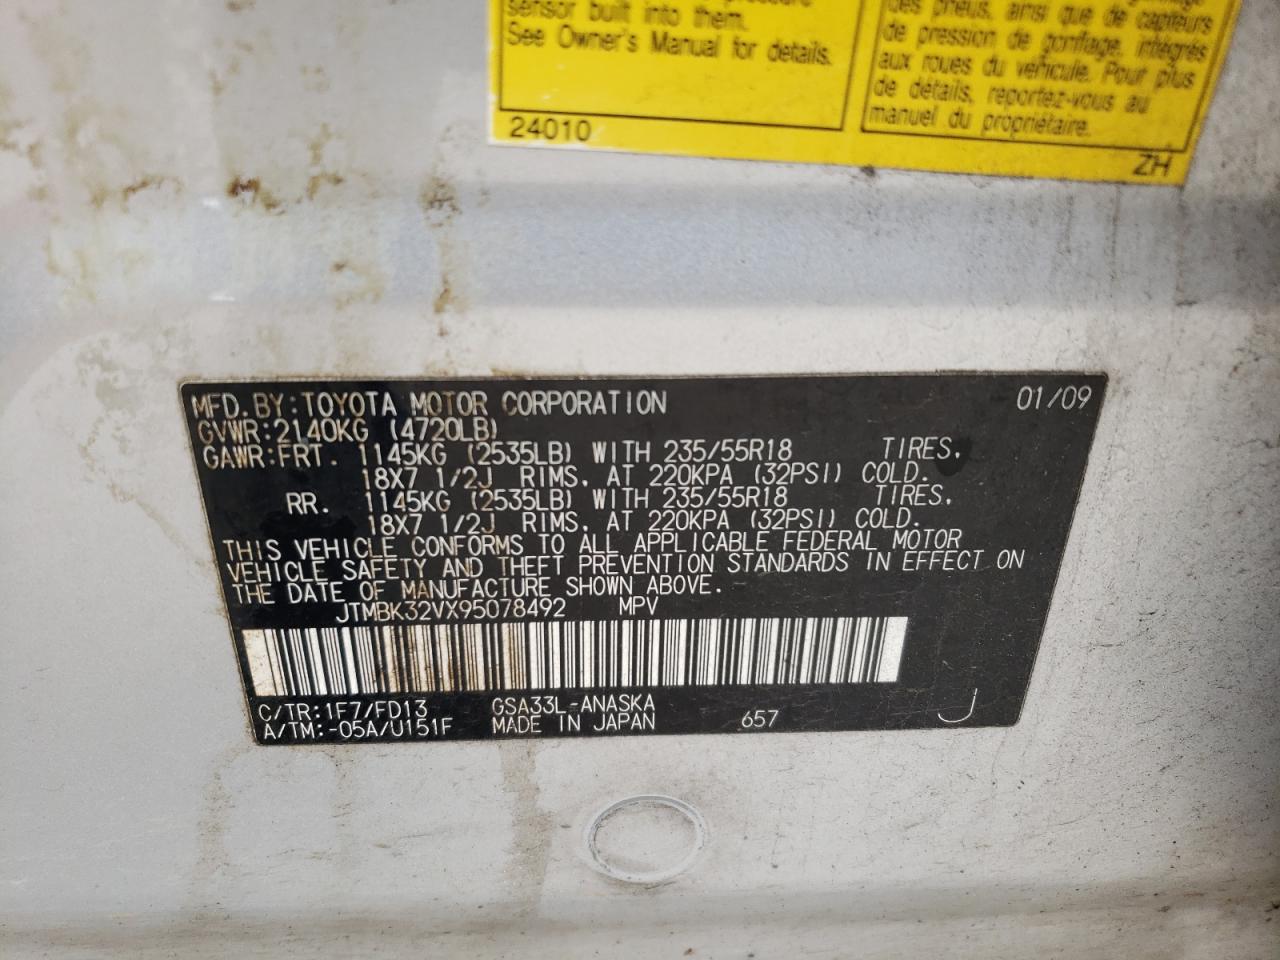 sensor built into them.
See Owner's Manual for details.
24010
des pneus, ainsi que de capteurs
de pression de gonflage, intégrés
aux roues du véhicule. Pour plus
de détails, reportez-vous au
manuel du propriétaire.
ZH
MFD. BY: TOYOTA MOTOR CORPORATION 01/09
GVWR: 2140KG (4720LB)
GAWR: FRT. 1145KG (2535LB) WITH 235/55R18 TIRES.
18X7 1/2J RIMS. AT 220KPA (32PSI) COLD.
RR. 1145KG (2535LB) WITH 235/55R18 TIRES.
18X7 1/2J RIMS. AT 220KPA (32PSI) COLD.
THIS VEHICLE CONFORMS TO ALL APPLICABLE FEDERAL MOTOR
VEHICLE SAFETY AND THEFT PREVENTION STANDARDS IN EFFECT ON
THE DATE OF MANUFACTURE SHOWN ABOVE.
JTMBK32VX95078492 MPV
C/TR: 1F7/FD13 GSA33L-ANASKA
A/TM: -05A/U151F MADE IN JAPAN 657 J